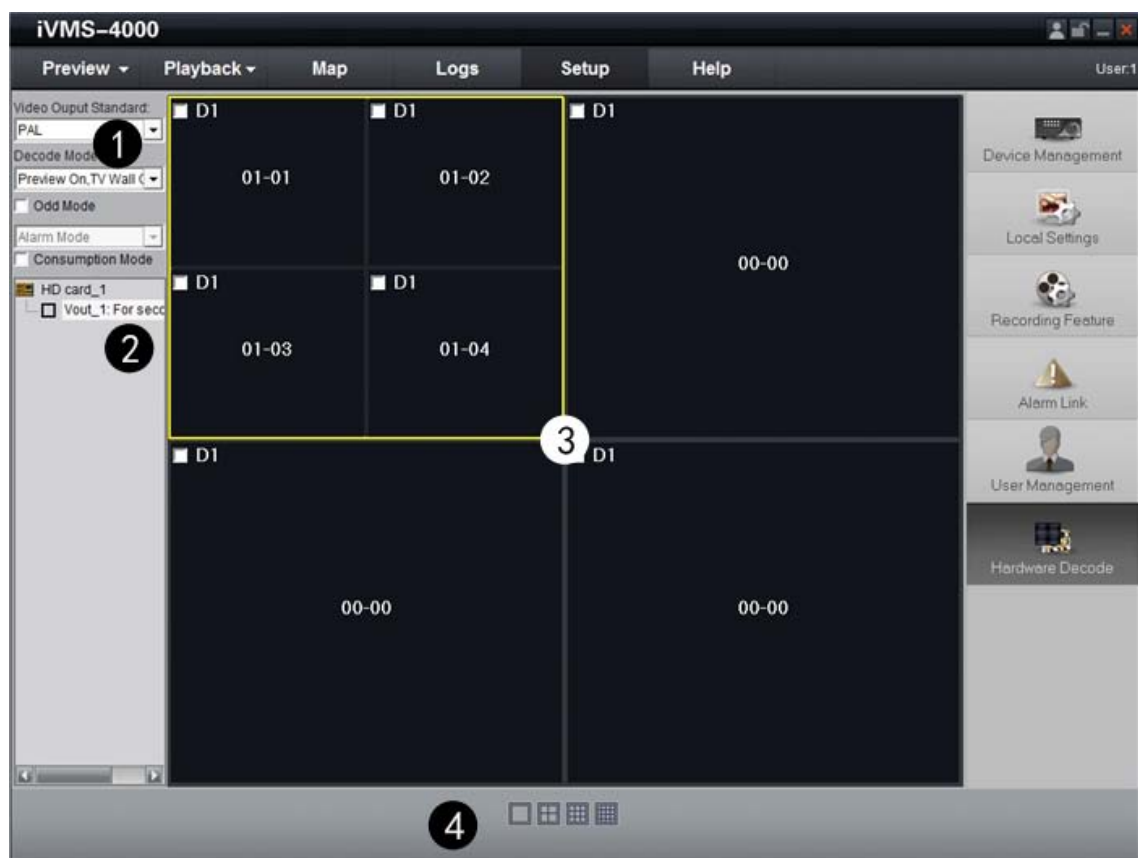 iVMS-4000
Preview Playback Map Logs Setup Help User:1
Video Ouput Standard:
PAL
1
Decode Mode
Preview On,TV Wall
Odd Mode
Alarm Mode
Consumption Mode
HD card_1
Vout_1: For seco
2
D1 D1 D1
01-01 01-02
00-00
D1 D1
01-03 01-04
3
D1 D1
00-00 00-00
Device Management
Local Settings
Recording Feature
Alarm Link
User Management
Hardware Decode
4